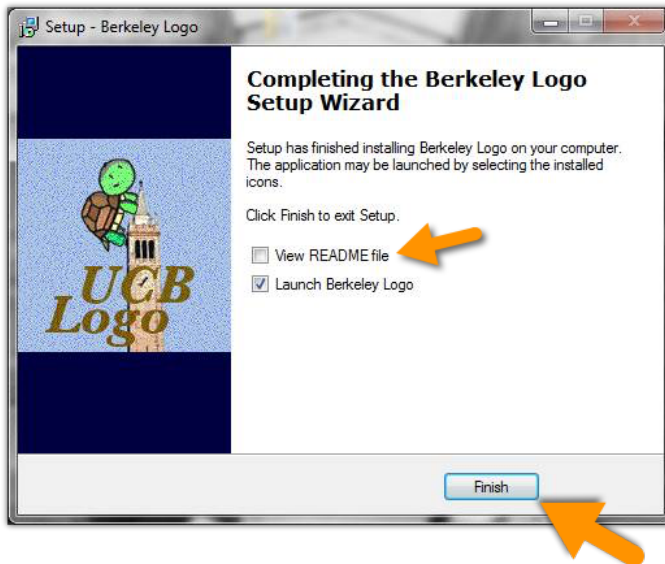 Setup - Berkeley Logo
Completing the Berkeley Logo
Setup Wizard
Setup has finished installing Berkeley Logo on your computer.
The application may be launched by selecting the installed
icons.
Click Finish to exit Setup.
View README file
Launch Berkeley Logo
UCB
Logo
Finish